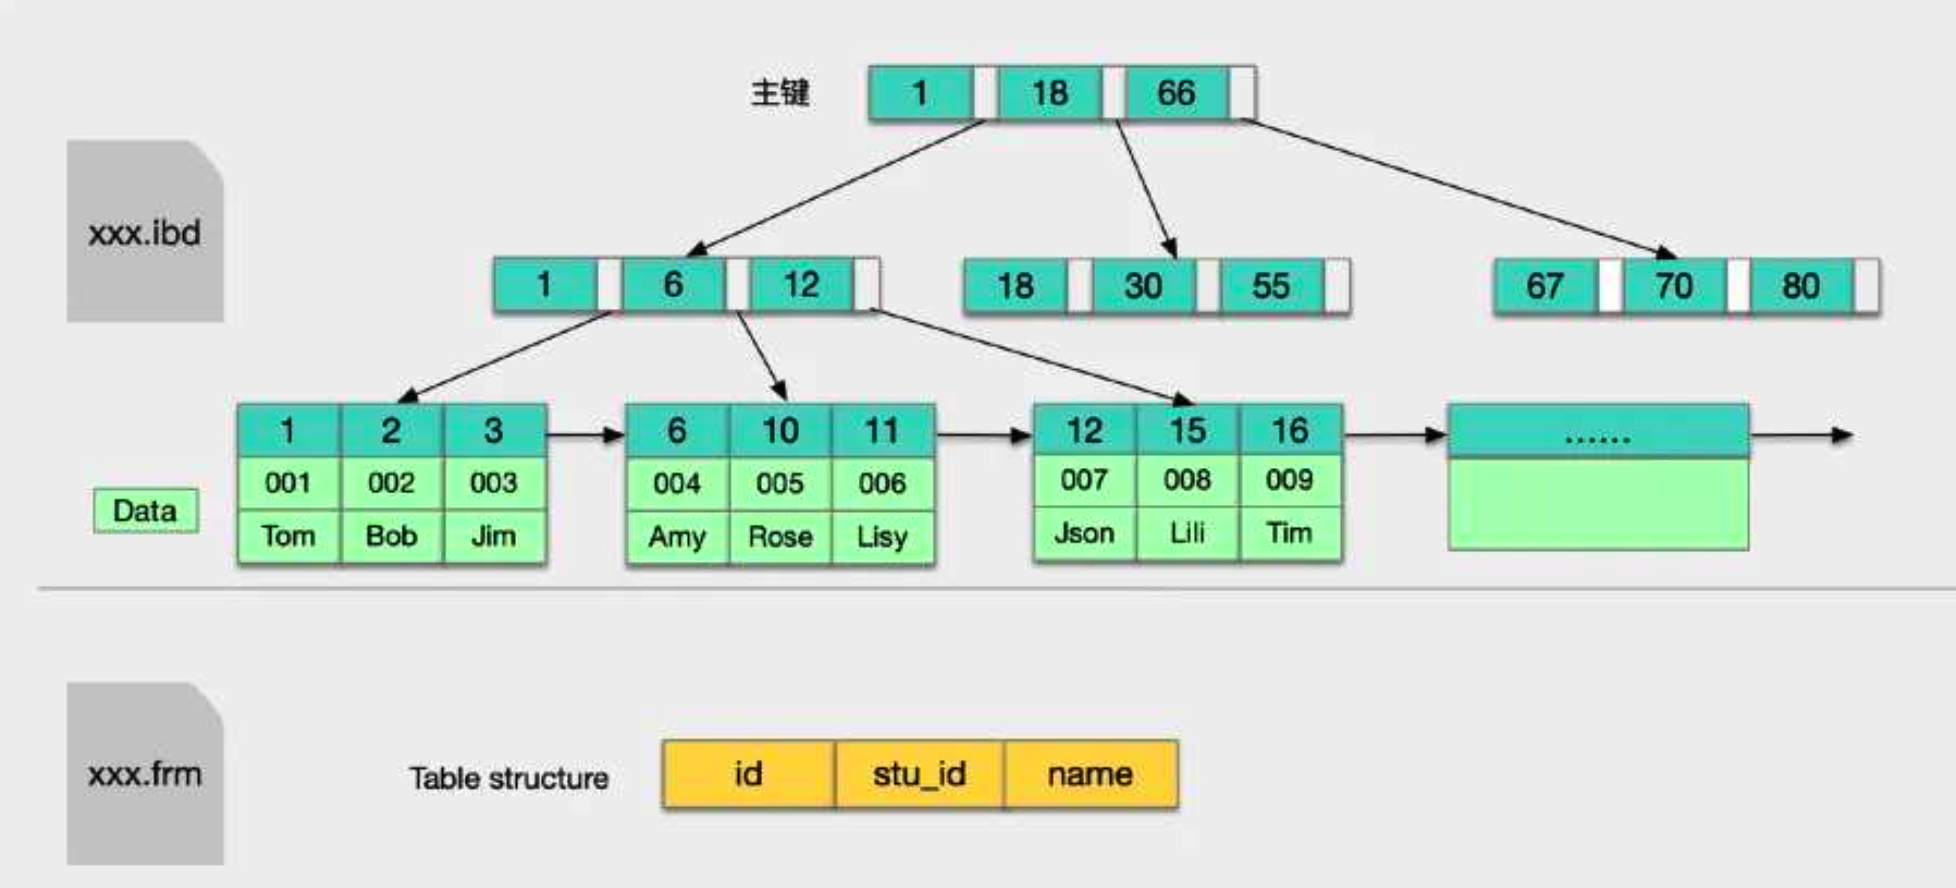 主键 1 18 66
xxx.ibd
1 6 12 18 30 55 67 70 80
1 2 3 6 10 11 12 15 16 ......
001 002 003 004 005 006 007 008 009
Data
Tom Bob Jim Amy Rose Lisy Json Lili Tim
xxx.frm
Table structure id stu_id name